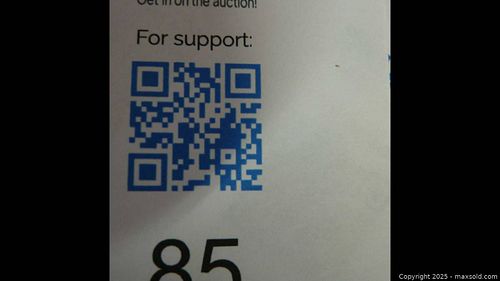 Get in on the auction!
For support:
85
Copyright 2025 - maxsold.com